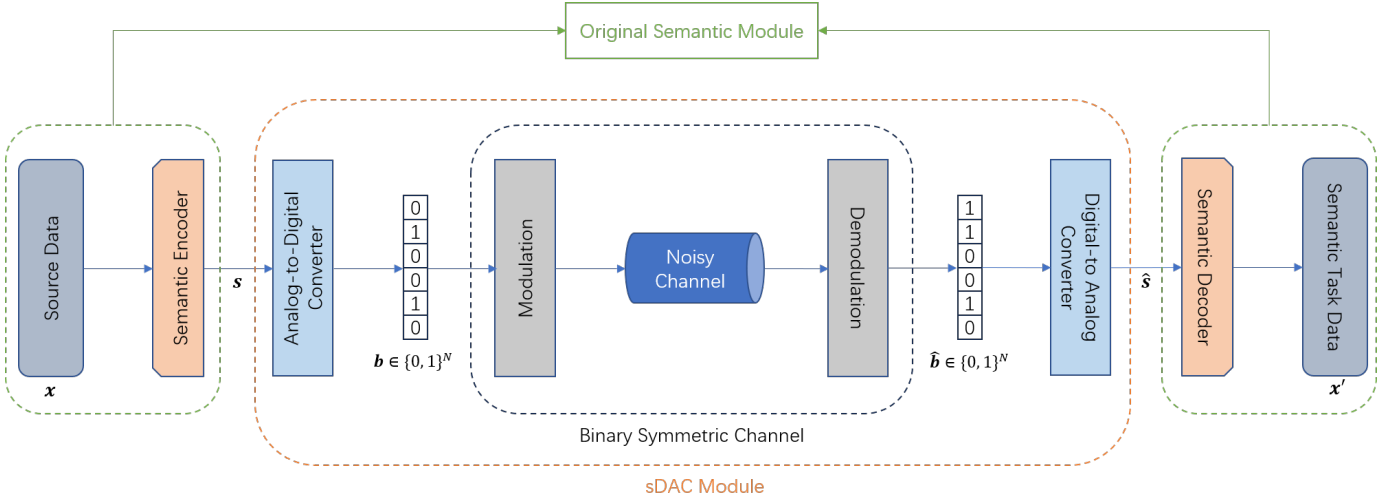 Original Semantic Module
Source Data
x
Semantic Encoder
s
Analog-to-Digital
Converter
0
1
0
0
1
0
b ∈ {0, 1}ᴺ
Modulation
Noisy
Channel
Demodulation
1
1
0
0
1
0
b̂ ∈ {0, 1}ᴺ
Digital-to Analog
Converter
ŝ
Semantic Decoder
Semantic Task Data
x′
Binary Symmetric Channel
sDAC Module